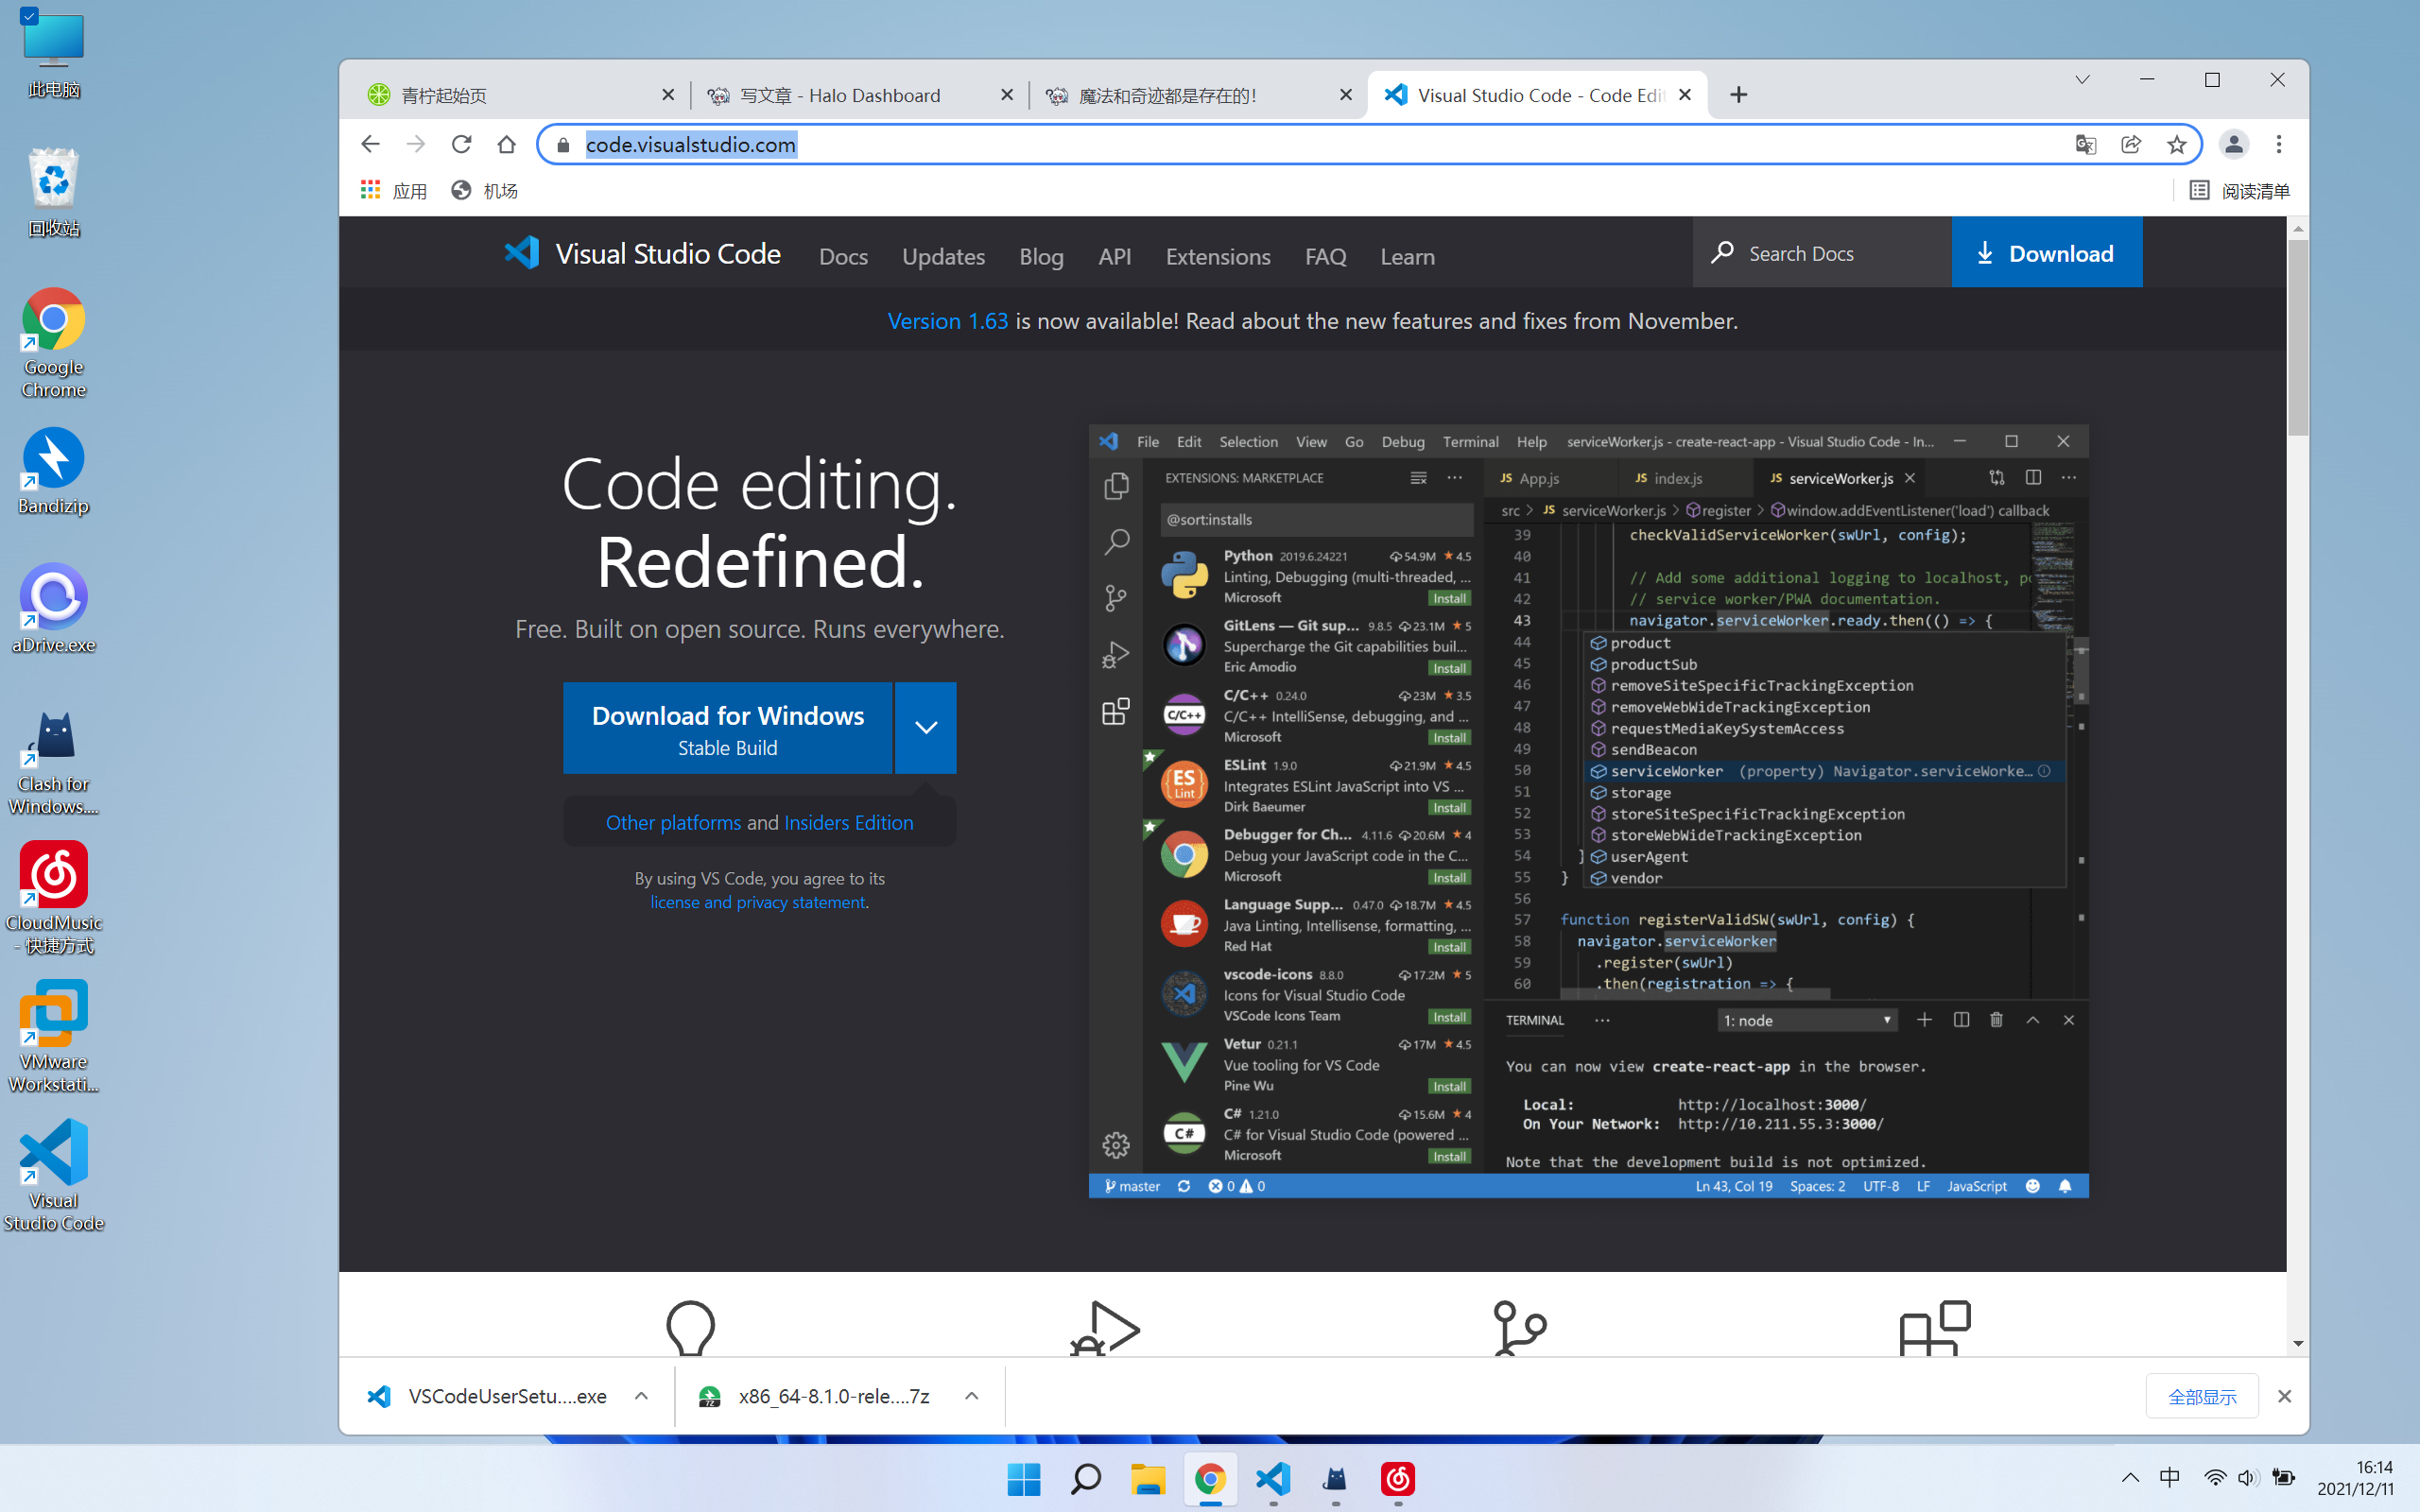 此电脑
回收站
Google
Chrome
Bandizip
aDrive.exe
Clash for
Windows....
CloudMusic
- 快捷方式
VMware
Workstati...
Visual
Studio Code
青柠起始页
写文章 - Halo Dashboard
魔法和奇迹都是存在的!
Visual Studio Code - Code Edit
code.visualstudio.com
应用
机场
阅读清单
Visual Studio Code
Docs
Updates
Blog
API
Extensions
FAQ
Learn
Search Docs
Download
Version 1.63 is now available! Read about the new features and fixes from November.
Code editing.
Redefined.
Free. Built on open source. Runs everywhere.
Download for Windows
Stable Build
Other platforms and Insiders Edition
By using VS Code, you agree to its
license and privacy statement.
File Edit Selection View Go Debug Terminal Help serviceWorker.js - create-react-app - Visual Studio Code - In...
EXTENSIONS: MARKETPLACE
@sort:installs
Python 2019.6.24221 54.9M 4.5
Linting, Debugging (multi-threaded, ...
Microsoft Install
GitLens — Git sup... 9.8.5 23.1M 5
Supercharge the Git capabilities buil...
Eric Amodio Install
C/C++ 0.24.0 23M 3.5
C/C++ IntelliSense, debugging, and ...
Microsoft Install
C/C++
ESLint 1.9.0 21.9M 4.5
Integrates ESLint JavaScript into VS ...
Dirk Baeumer Install
ES
Lint
Debugger for Ch... 4.11.6 20.6M 4
Debug your JavaScript code in the C...
Microsoft Install
Language Supp... 0.47.0 18.7M 4.5
Java Linting, Intellisense, formatting, ...
Red Hat Install
vscode-icons 8.8.0 17.2M 5
Icons for Visual Studio Code
VSCode Icons Team Install
Vetur 0.21.1 17M 4.5
Vue tooling for VS Code
Pine Wu Install
C# 1.21.0 15.6M 4
C# for Visual Studio Code (powered ...
Microsoft Install
C#
JS App.js
JS index.js
JS serviceWorker.js
src > JS serviceWorker.js > register > window.addEventListener('load') callback
39 checkValidServiceWorker(swUrl, config);
40
41 // Add some additional logging to localhost, p
42 // service worker/PWA documentation.
43 navigator.serviceWorker.ready.then(() => {
44 product
45 productSub
46 removeSiteSpecificTrackingException
47 removeWebWideTrackingException
48 requestMediaKeySystemAccess
49 sendBeacon
50 serviceWorker (property) Navigator.serviceWorke...
51 storage
52 storeSiteSpecificTrackingException
53 storeWebWideTrackingException
54 } userAgent
55 } vendor
56
57 function registerValidSW(swUrl, config) {
58 navigator.serviceWorker
59 .register(swUrl)
60 .then(registration => {
TERMINAL ... 1: node
You can now view create-react-app in the browser.
Local: http://localhost:3000/
On Your Network: http://10.211.55.3:3000/
Note that the development build is not optimized.
master 0 0
Ln 43, Col 19 Spaces: 2 UTF-8 LF JavaScript
VSCodeUserSetu....exe
7Z
x86_64-8.1.0-rele....7z
全部显示
中
16:14
2021/12/11